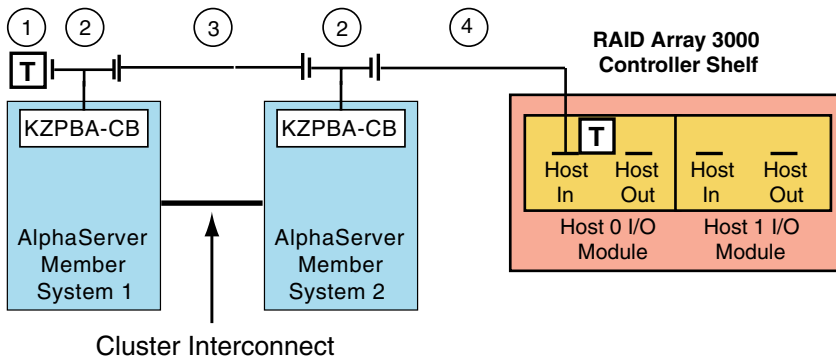 1
2
3
2
4
RAID Array 3000
Controller Shelf
T
KZPBA-CB
KZPBA-CB
T
Host
In
Host
Out
Host
In
Host
Out
Host 0 I/O
Module
Host 1 I/O
Module
AlphaServer
Member
System 1
AlphaServer
Member
System 2
Cluster Interconnect